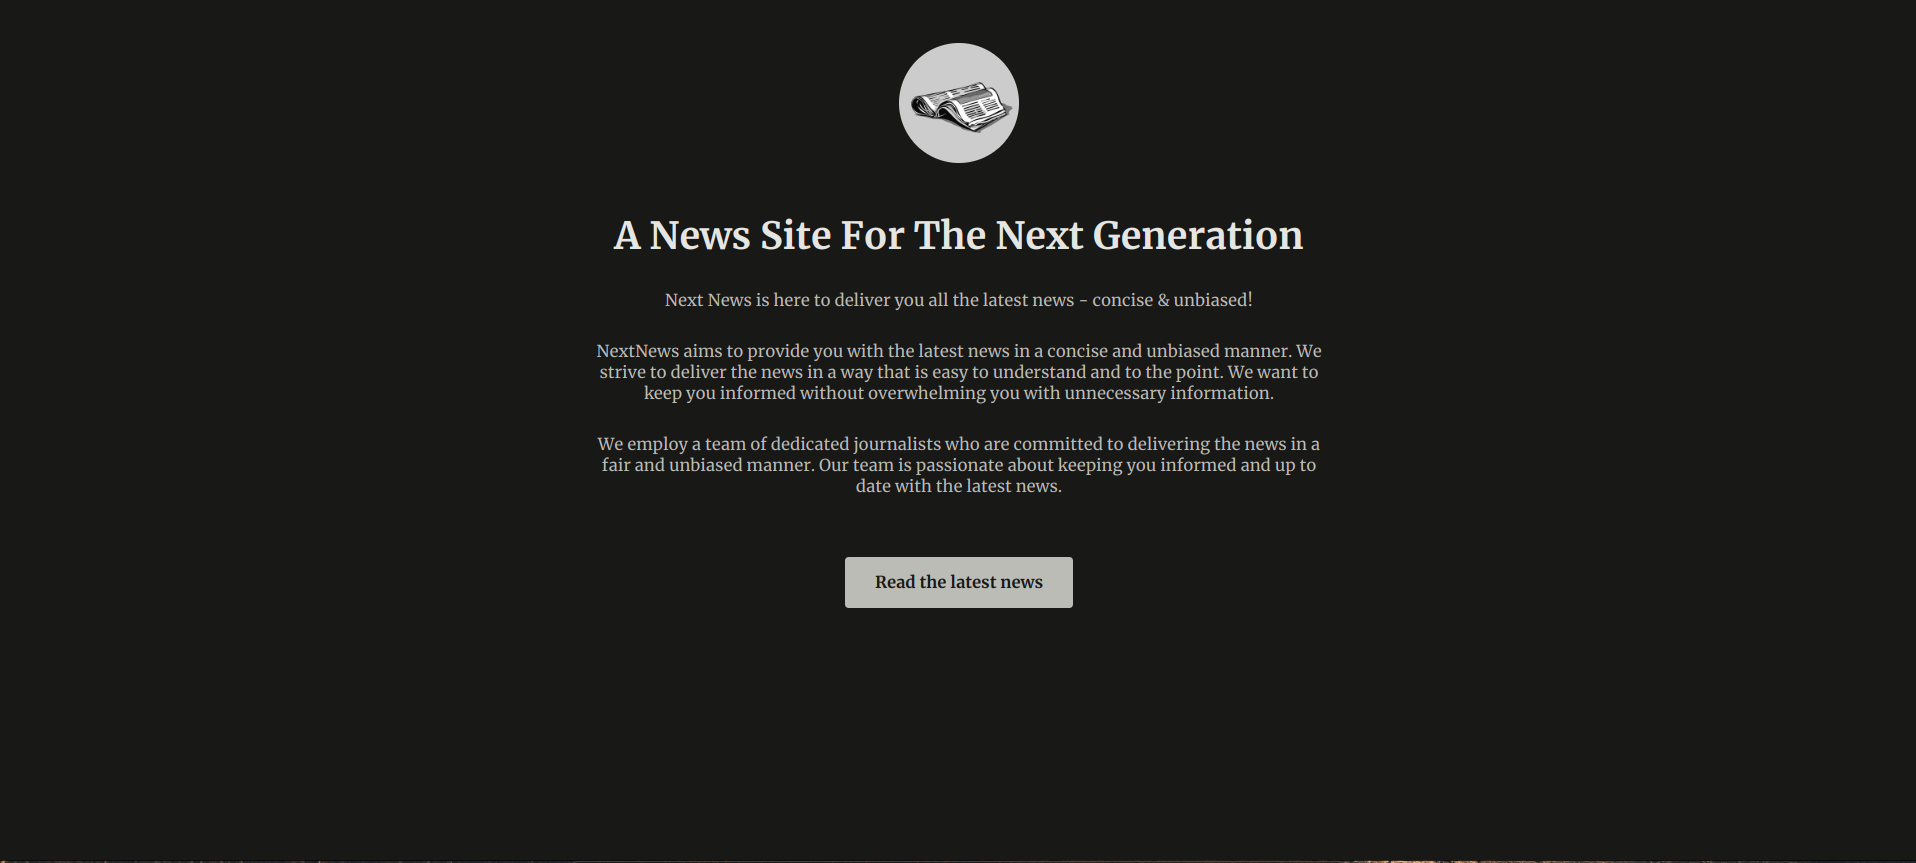 A News Site For The Next Generation
Next News is here to deliver you all the latest news - concise & unbiased!
NextNews aims to provide you with the latest news in a concise and unbiased manner. We
strive to deliver the news in a way that is easy to understand and to the point. We want to
keep you informed without overwhelming you with unnecessary information.
We employ a team of dedicated journalists who are committed to delivering the news in a
fair and unbiased manner. Our team is passionate about keeping you informed and up to
date with the latest news.
Read the latest news